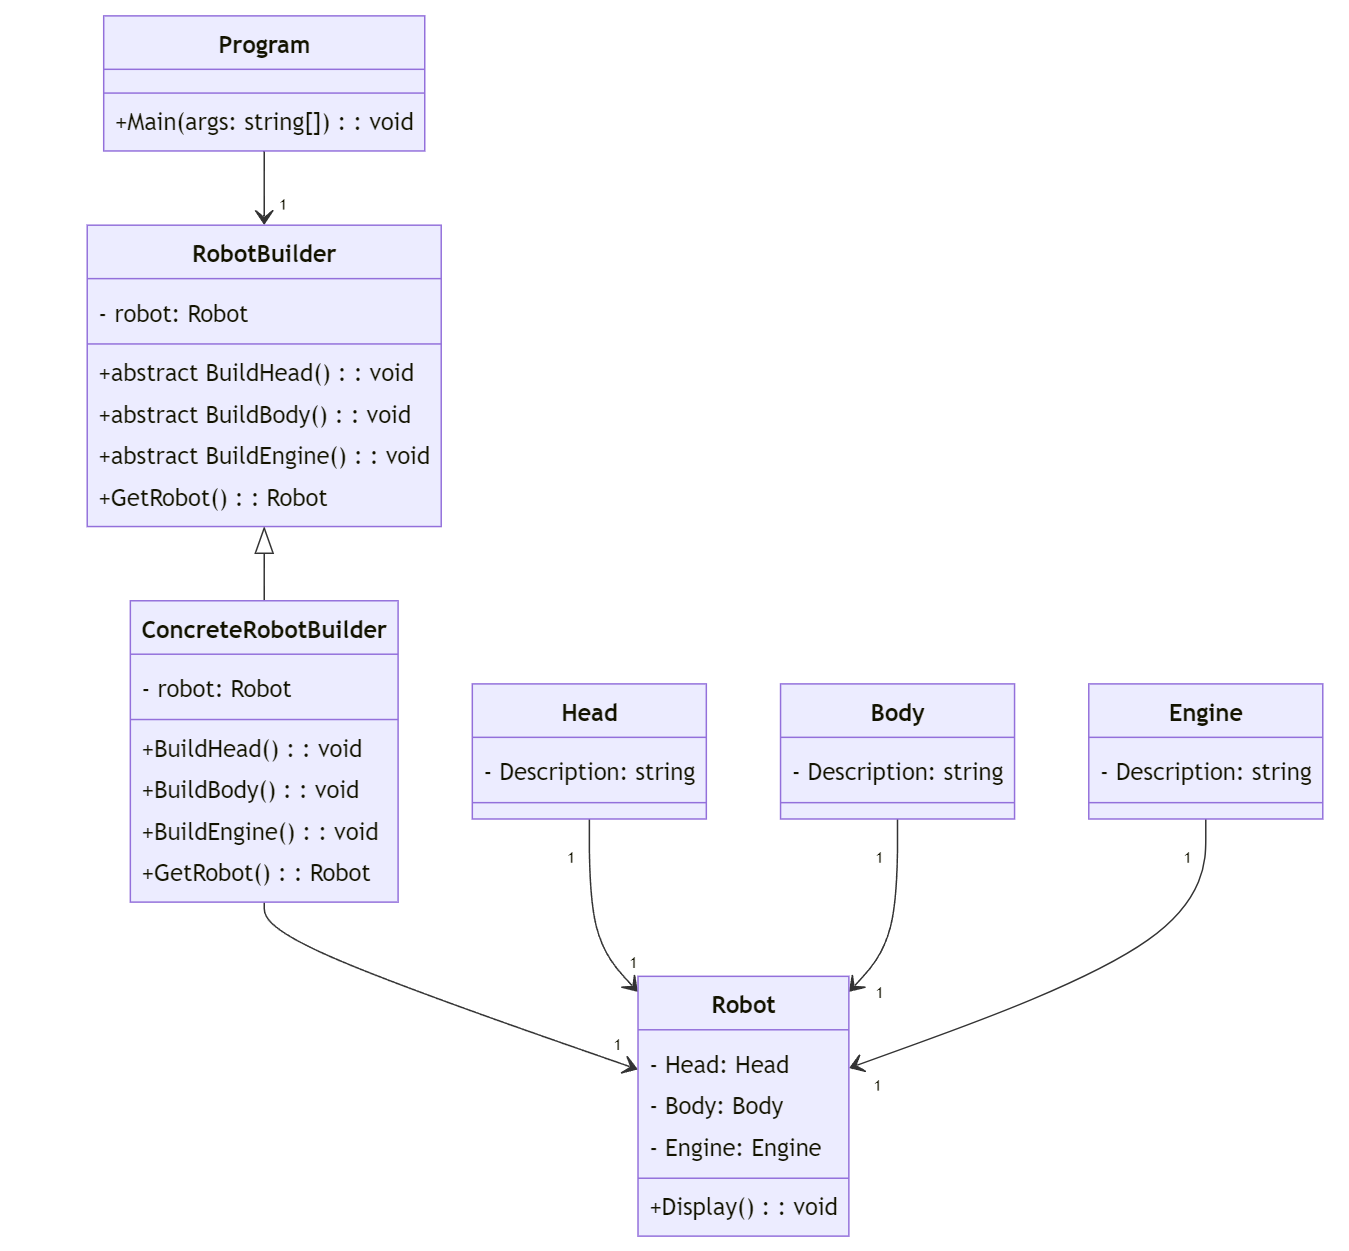 Program
+Main(args: string[]) : : void
1
RobotBuilder
- robot: Robot
+abstract BuildHead() : : void
+abstract BuildBody() : : void
+abstract BuildEngine() : : void
+GetRobot() : : Robot
ConcreteRobotBuilder
- robot: Robot
+BuildHead() : : void
+BuildBody() : : void
+BuildEngine() : : void
+GetRobot() : : Robot
Head
- Description: string
Body
- Description: string
Engine
- Description: string
1
1
1
1
1
1
1
Robot
- Head: Head
- Body: Body
- Engine: Engine
+Display() : : void